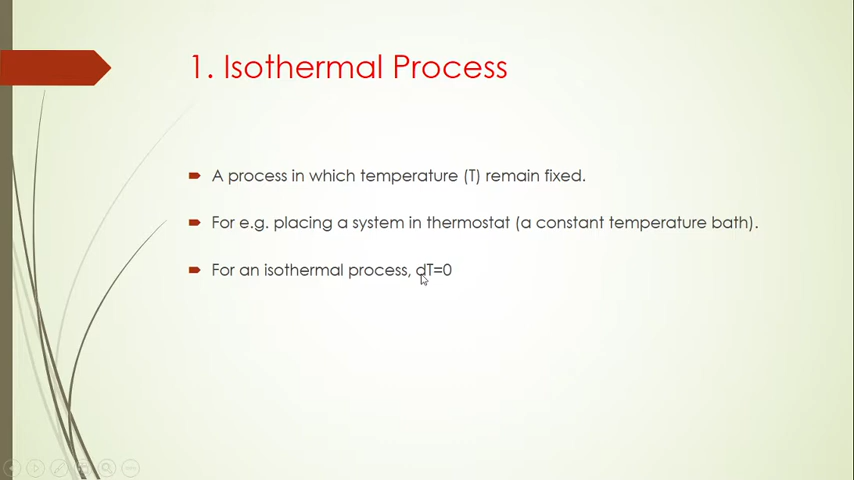 1. Isothermal Process
A process in which temperature (T) remain fixed.
For e.g. placing a system in thermostat (a constant temperature bath).
For an isothermal process, dT=0